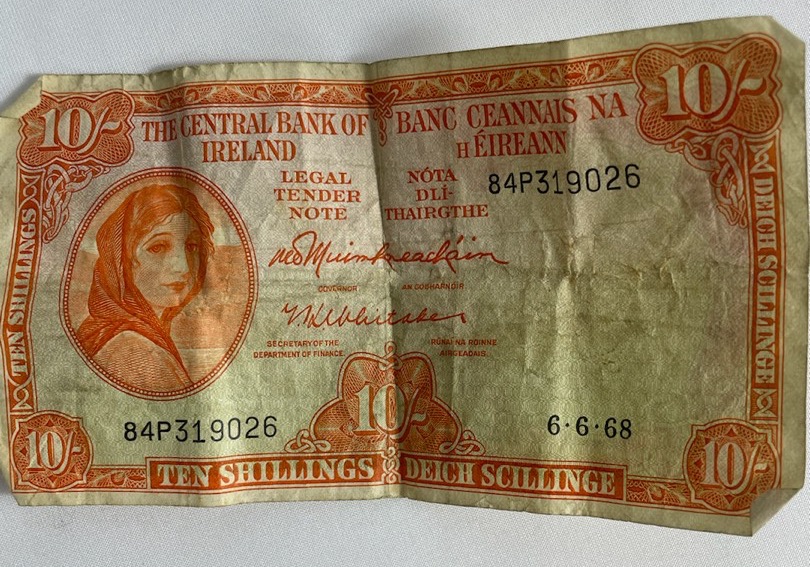 10/-
10/-
THE CENTRAL BANK OF
IRELAND
BANC CEANNAIS NA
H ÉIREANN
LEGAL
TENDER
NOTE
NÓTA
DLÍ-
THAIRGTHE
84P319026
TEN SHILLINGS
DEICH SCILLINGE
GOVERNOR
AN GOBHARNÓIR
T.K. Whitaker
SECRETARY OF THE
DEPARTMENT OF FINANCE.
RÚNAÍ NA ROINNE
AIRGEADAIS.
84P319026
10/-
6·6·68
10/-
TEN SHILLINGS
DEICH SCILLINGE
10/-